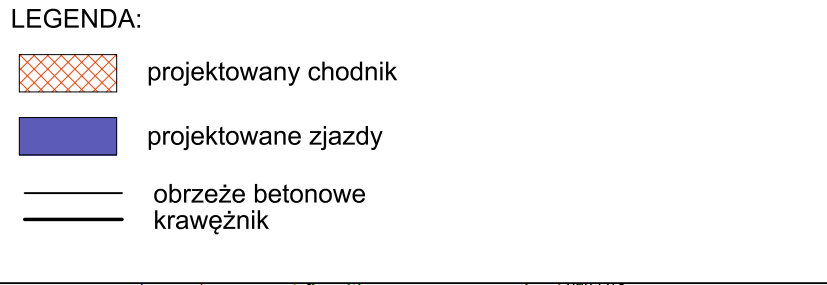 LEGENDA:
projektowany chodnik
projektowane zjazdy
obrzeże betonowe
krawężnik